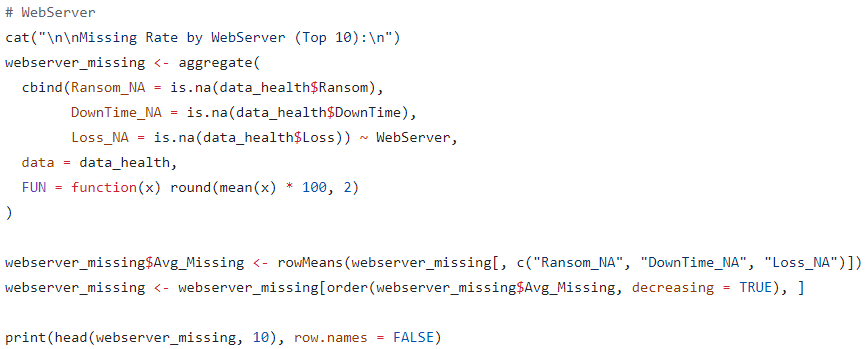 # WebServer
cat("\n\nMissing Rate by WebServer (Top 10):\n")
webserver_missing <- aggregate(
  cbind(Ransom_NA = is.na(data_health$Ransom),
        DownTime_NA = is.na(data_health$DownTime),
        Loss_NA = is.na(data_health$Loss)) ~ WebServer,
  data = data_health,
  FUN = function(x) round(mean(x) * 100, 2)
)

webserver_missing$Avg_Missing <- rowMeans(webserver_missing[, c("Ransom_NA", "DownTime_NA", "Loss_NA")])
webserver_missing <- webserver_missing[order(webserver_missing$Avg_Missing, decreasing = TRUE), ]

print(head(webserver_missing, 10), row.names = FALSE)